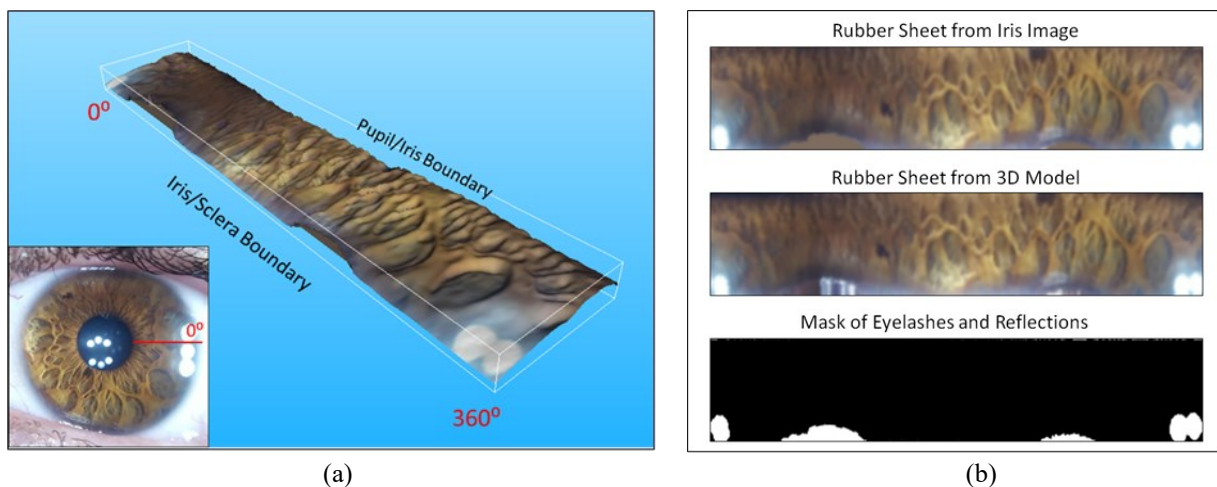 0º
Pupil/Iris Boundary
Iris/Sclera Boundary
0º
360º
(a)
Rubber Sheet from Iris Image
Rubber Sheet from 3D Model
Mask of Eyelashes and Reflections
(b)